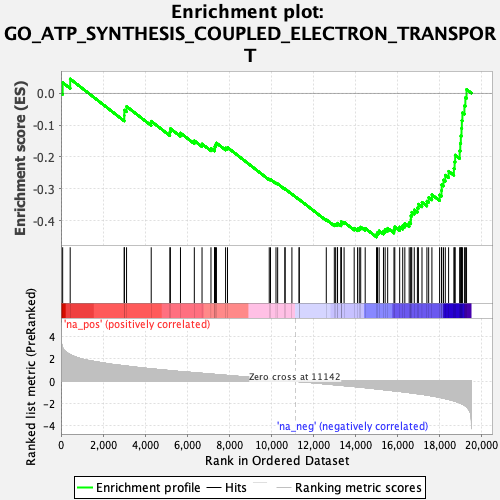 Enrichment plot:
GO_ATP_SYNTHESIS_COUPLED_ELECTRON_TRANSPOR
T
Enrichment score (ES)
0.0
-0.1
-0.2
-0.3
-0.4
'na_pos' (positively correlated)
Ranked list metric (PreRanked)
4
2
0
-2
-4
Zero cross at 11142
'na_neg' (negatively correlated)
0
2,000
4,000
6,000
8,000
10,000
12,000
14,000
16,000
18,000
20,000
Rank in Ordered Dataset
Enrichment profile
Hits
Ranking metric scores